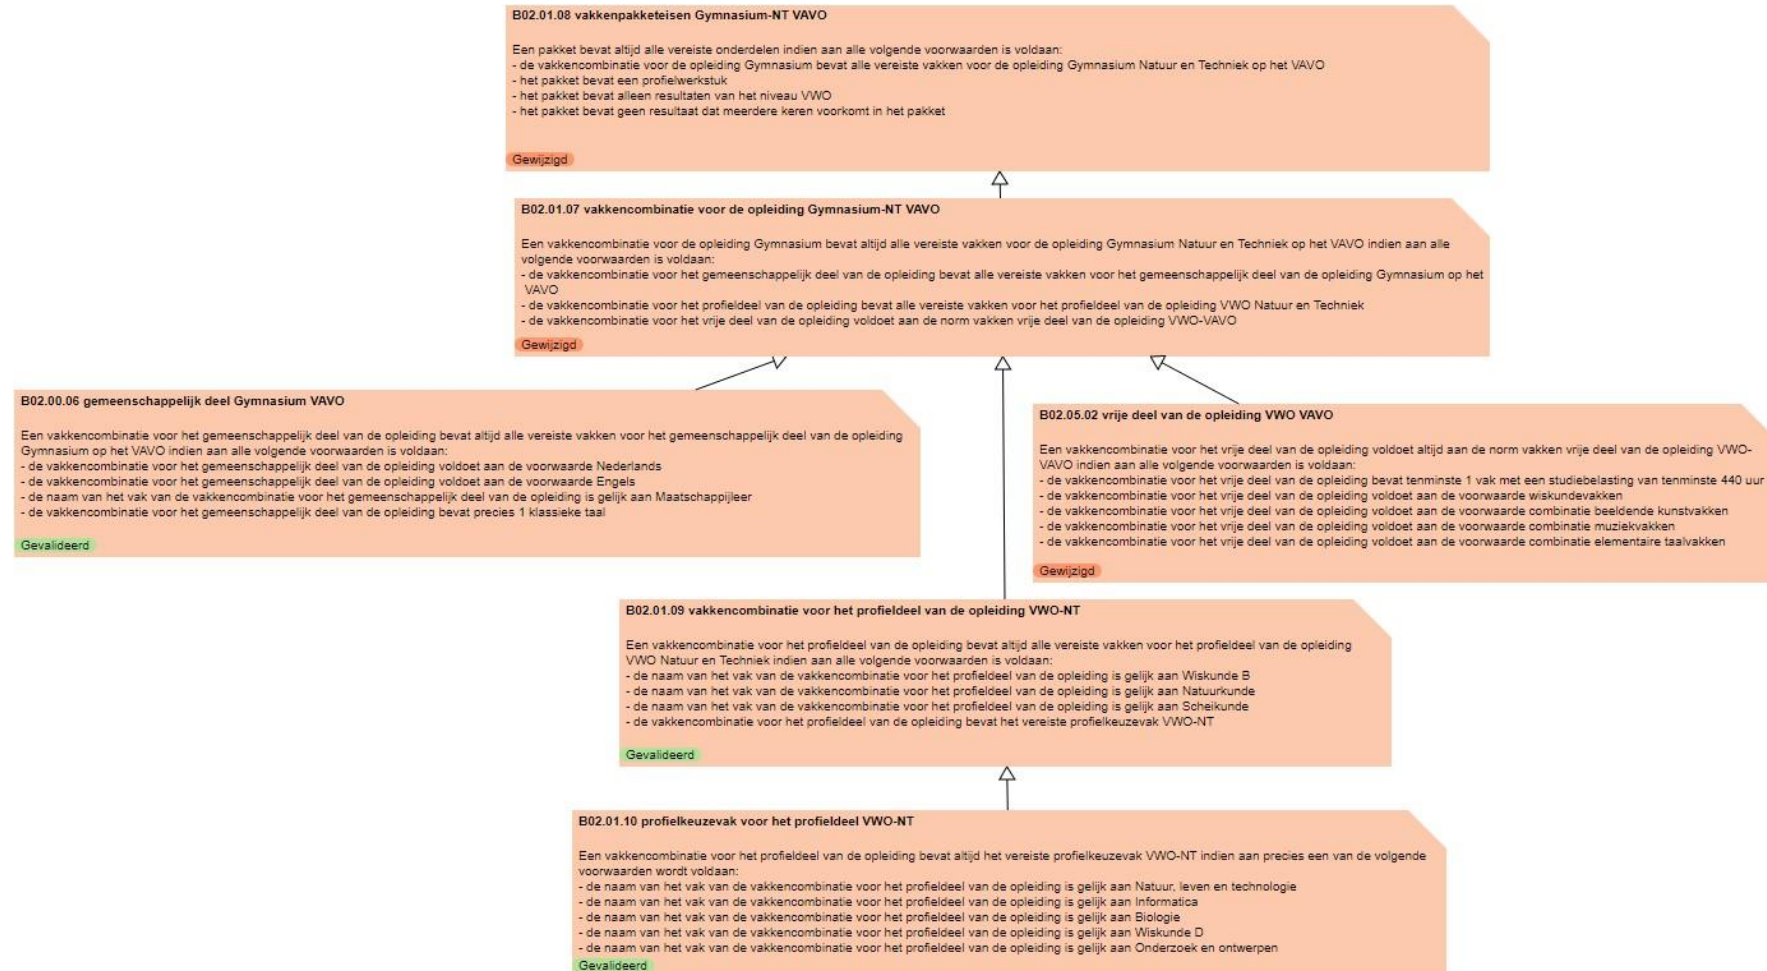 B02.01.08 vakkenpakketeisen Gymnasium-NT VAVO
Een pakket bevat altijd alle vereiste onderdelen indien aan alle volgende voorwaarden is voldaan:
- de vakkencombinatie voor de opleiding Gymnasium bevat alle vereiste vakken voor de opleiding Gymnasium Natuur en Techniek op het VAVO
- het pakket bevat een profielwerkstuk
- het pakket bevat alleen resultaten van het niveau VWO
- het pakket bevat geen resultaat dat meerdere keren voorkomt in het pakket
Gewijzigd
B02.01.07 vakkencombinatie voor de opleiding Gymnasium-NT VAVO
Een vakkencombinatie voor de opleiding Gymnasium bevat altijd alle vereiste vakken voor de opleiding Gymnasium Natuur en Techniek op het VAVO indien aan alle
volgende voorwaarden is voldaan:
- de vakkencombinatie voor het gemeenschappelijk deel van de opleiding bevat alle vereiste vakken voor het gemeenschappelijk deel van de opleiding Gymnasium op het
VAVO
- de vakkencombinatie voor het profieldeel van de opleiding bevat alle vereiste vakken voor het profieldeel van de opleiding VWO Natuur en Techniek
- de vakkencombinatie voor het vrije deel van de opleiding voldoet aan de norm vakken vrije deel van de opleiding VWO-VAVO
Gewijzigd
B02.00.06 gemeenschappelijk deel Gymnasium VAVO
Een vakkencombinatie voor het gemeenschappelijk deel van de opleiding bevat altijd alle vereiste vakken voor het gemeenschappelijk deel van de opleiding
Gymnasium op het VAVO indien aan alle volgende voorwaarden is voldaan:
- de vakkencombinatie voor het gemeenschappelijk deel van de opleiding voldoet aan de voorwaarde Nederlands
- de vakkencombinatie voor het gemeenschappelijk deel van de opleiding voldoet aan de voorwaarde Engels
- de naam van het vak van de vakkencombinatie voor het gemeenschappelijk deel van de opleiding is gelijk aan Maatschappijleer
- de vakkencombinatie voor het gemeenschappelijk deel van de opleiding bevat precies 1 klassieke taal
Gevalideerd
B02.05.02 vrije deel van de opleiding VWO VAVO
Een vakkencombinatie voor het vrije deel van de opleiding voldoet altijd aan de norm vakken vrije deel van de opleiding VWO-
VAVO indien aan alle volgende voorwaarden is voldaan:
- de vakkencombinatie voor het vrije deel van de opleiding bevat tenminste 1 vak met een studiebelasting van tenminste 440 uur
- de vakkencombinatie voor het vrije deel van de opleiding voldoet aan de voorwaarde wiskundevakken
- de vakkencombinatie voor het vrije deel van de opleiding voldoet aan de voorwaarde combinatie beeldende kunstvakken
- de vakkencombinatie voor het vrije deel van de opleiding voldoet aan de voorwaarde combinatie muziekvakken
- de vakkencombinatie voor het vrije deel van de opleiding voldoet aan de voorwaarde combinatie elementaire taalvakken
Gewijzigd
B02.01.09 vakkencombinatie voor het profieldeel van de opleiding VWO-NT
Een vakkencombinatie voor het profieldeel van de opleiding bevat altijd alle vereiste vakken voor het profieldeel van de opleiding
VWO Natuur en Techniek indien aan alle volgende voorwaarden is voldaan:
- de naam van het vak van de vakkencombinatie voor het profieldeel van de opleiding is gelijk aan Wiskunde B
- de naam van het vak van de vakkencombinatie voor het profieldeel van de opleiding is gelijk aan Natuurkunde
- de naam van het vak van de vakkencombinatie voor het profieldeel van de opleiding is gelijk aan Scheikunde
- de vakkencombinatie voor het profieldeel van de opleiding bevat het vereiste profielkeuzevak VWO-NT
Gevalideerd
B02.01.10 profielkeuzevak voor het profieldeel VWO-NT
Een vakkencombinatie voor het profieldeel van de opleiding bevat altijd het vereiste profielkeuzevak VWO-NT indien aan precies een van de volgende
voorwaarden wordt voldaan:
- de naam van het vak van de vakkencombinatie voor het profieldeel van de opleiding is gelijk aan Natuur, leven en technologie
- de naam van het vak van de vakkencombinatie voor het profieldeel van de opleiding is gelijk aan Informatica
- de naam van het vak van de vakkencombinatie voor het profieldeel van de opleiding is gelijk aan Biologie
- de naam van het vak van de vakkencombinatie voor het profieldeel van de opleiding is gelijk aan Wiskunde D
- de naam van het vak van de vakkencombinatie voor het profieldeel van de opleiding is gelijk aan Onderzoek en ontwerpen
Gevalideerd